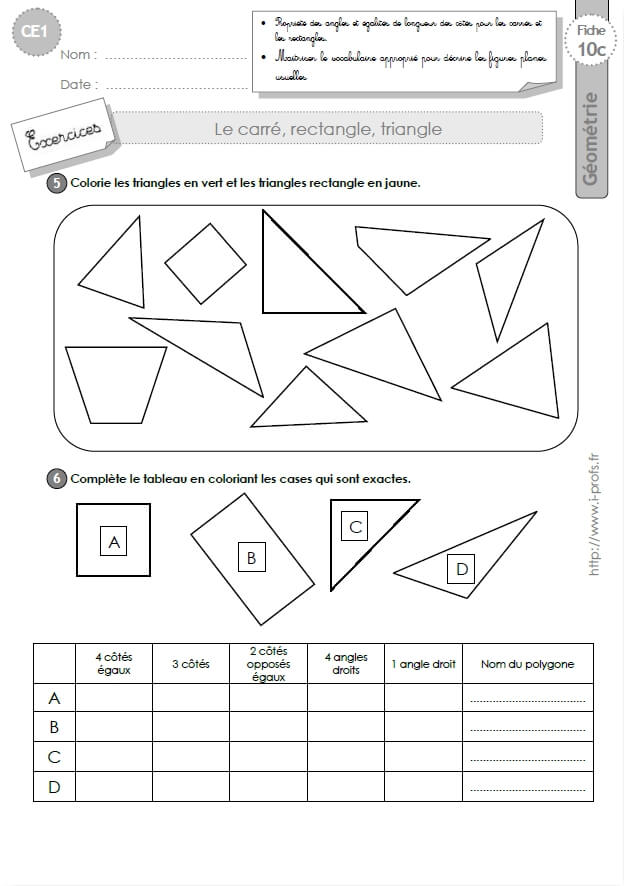 CE1
Nom : ...............................
Date : ...............................
• Propriété des angles et égalités de longueur des côtés pour les carrés et
les rectangles.
• Maitriser le vocabulaire approprié pour décrire les figures planes
usuelles
Fiche
10c
Géométrie
Exercices
Le carré, rectangle, triangle
5 Colorie les triangles en vert et les triangles rectangle en jaune.
6 Complète le tableau en coloriant les cases qui sont exactes.
A
B
C
D
http://www.i-profs.fr
4 côtés égaux 3 côtés 2 côtés opposés égaux 4 angles droits 1 angle droit Nom du polygone
A ...............................
B ...............................
C ...............................
D ...............................